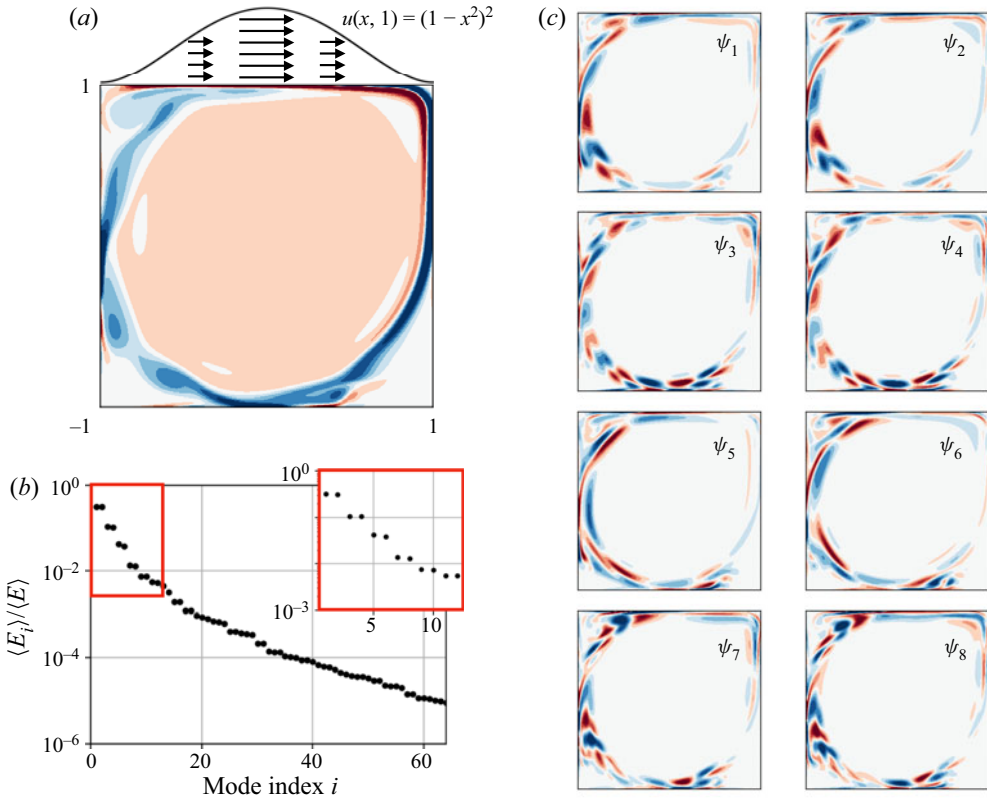 (a)
u(x, 1) = (1 − x²)²
1
−1
1
(b)
10⁰
10⁻²
10⁻⁴
10⁻⁶
⟨E_i⟩/⟨E⟩
0
20
40
60
Mode index i
10⁰
10⁻³
5
10
(c)
ψ₁
ψ₂
ψ₃
ψ₄
ψ₅
ψ₆
ψ₇
ψ₈